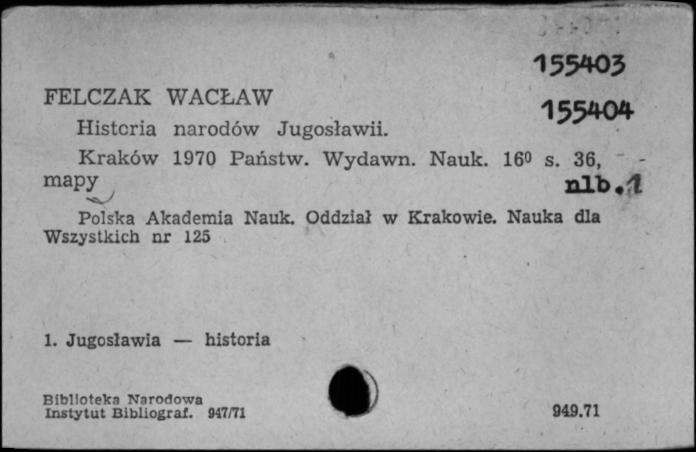 155403
FELCZAK WACŁAW
155404
Historia narodów Jugosławii.
Kraków 1970 Państw. Wydawn. Nauk. 16⁰ s. 36,
mapy nlb. 1
Polska Akademia Nauk. Oddział w Krakowie. Nauka dla
Wszystkich nr 125
1. Jugosławia — historia
Biblioteka Narodowa
Instytut Bibliograf. 947/71 949.71